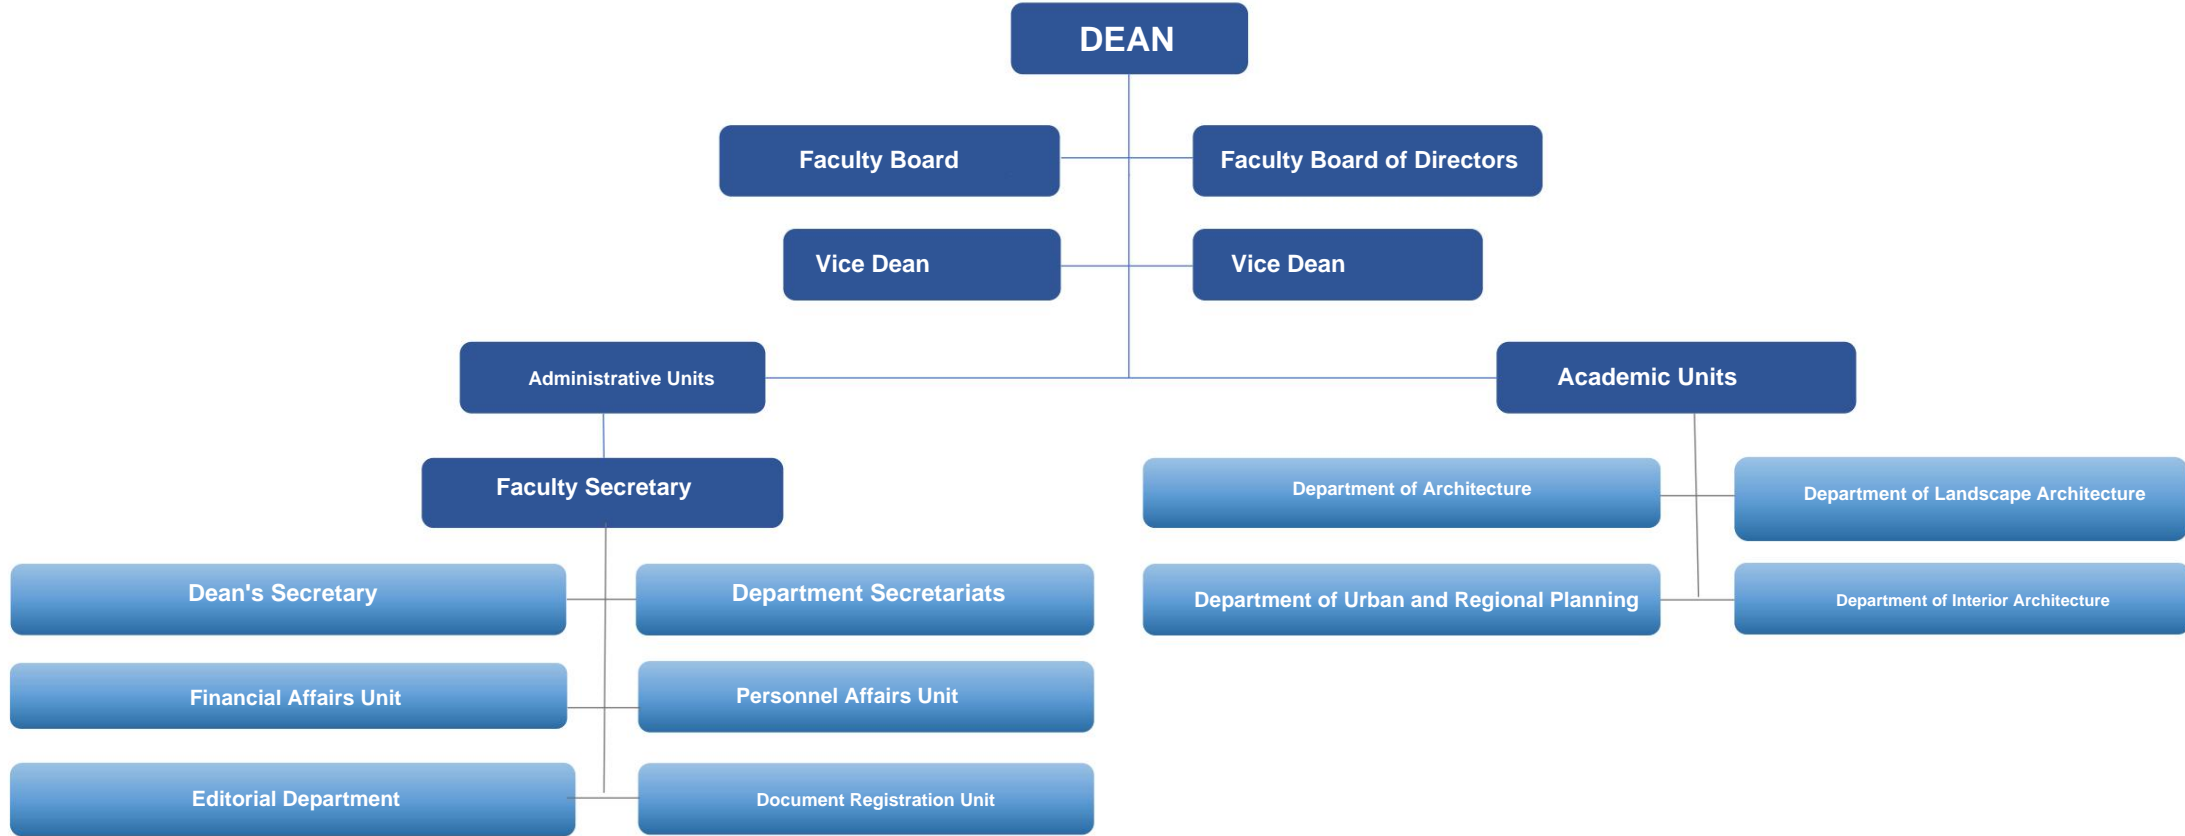 DEAN
Faculty Board
Faculty Board of Directors
Vice Dean
Vice Dean
Administrative Units
Academic Units
Faculty Secretary
Department of Architecture
Department of Landscape Architecture
Dean's Secretary
Department Secretariats
Department of Urban and Regional Planning
Department of Interior Architecture
Financial Affairs Unit
Personnel Affairs Unit
Editorial Department
Document Registration Unit